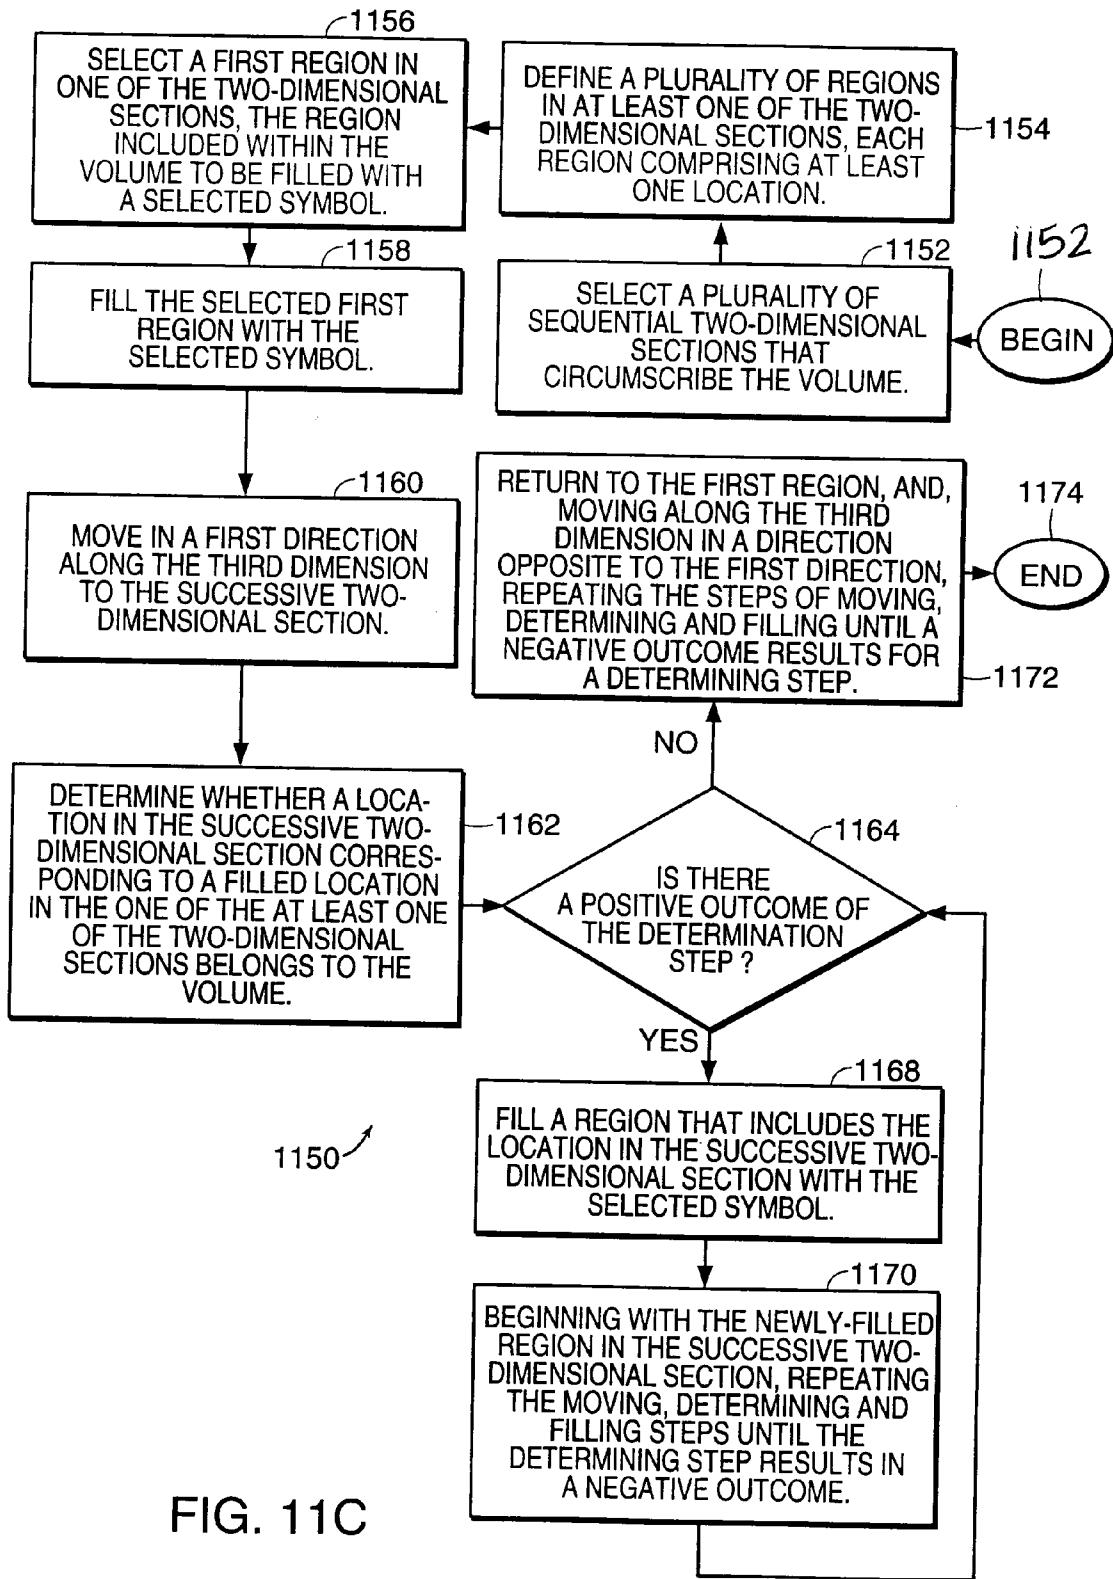 1152
BEGIN
1152
SELECT A PLURALITY OF
SEQUENTIAL TWO-DIMENSIONAL
SECTIONS THAT
CIRCUMSCRIBE THE VOLUME.
DEFINE A PLURALITY OF REGIONS
IN AT LEAST ONE OF THE TWO-
DIMENSIONAL SECTIONS, EACH
REGION COMPRISING AT LEAST
ONE LOCATION.
1154
1156
SELECT A FIRST REGION IN
ONE OF THE TWO-DIMENSIONAL
SECTIONS, THE REGION
INCLUDED WITHIN THE
VOLUME TO BE FILLED WITH
A SELECTED SYMBOL.
1158
FILL THE SELECTED FIRST
REGION WITH THE
SELECTED SYMBOL.
1160
MOVE IN A FIRST DIRECTION
ALONG THE THIRD DIMENSION
TO THE SUCCESSIVE TWO-
DIMENSIONAL SECTION.
DETERMINE WHETHER A LOCA-
TION IN THE SUCCESSIVE TWO-
DIMENSIONAL SECTION CORRES-
PONDING TO A FILLED LOCATION
IN THE ONE OF THE AT LEAST ONE
OF THE TWO-DIMENSIONAL
SECTIONS BELONGS TO THE
VOLUME.
1162
1164
IS THERE
A POSITIVE OUTCOME OF
THE DETERMINATION
STEP ?
NO
RETURN TO THE FIRST REGION, AND,
MOVING ALONG THE THIRD
DIMENSION IN A DIRECTION
OPPOSITE TO THE FIRST DIRECTION,
REPEATING THE STEPS OF MOVING,
DETERMINING AND FILLING UNTIL A
NEGATIVE OUTCOME RESULTS FOR
A DETERMINING STEP.
1172
1174
END
YES
1168
FILL A REGION THAT INCLUDES THE
LOCATION IN THE SUCCESSIVE TWO-
DIMENSIONAL SECTION WITH THE
SELECTED SYMBOL.
1170
BEGINNING WITH THE NEWLY-FILLED
REGION IN THE SUCCESSIVE TWO-
DIMENSIONAL SECTION, REPEATING
THE MOVING, DETERMINING AND
FILLING STEPS UNTIL THE
DETERMINING STEP RESULTS IN
A NEGATIVE OUTCOME.
1150
FIG. 11C